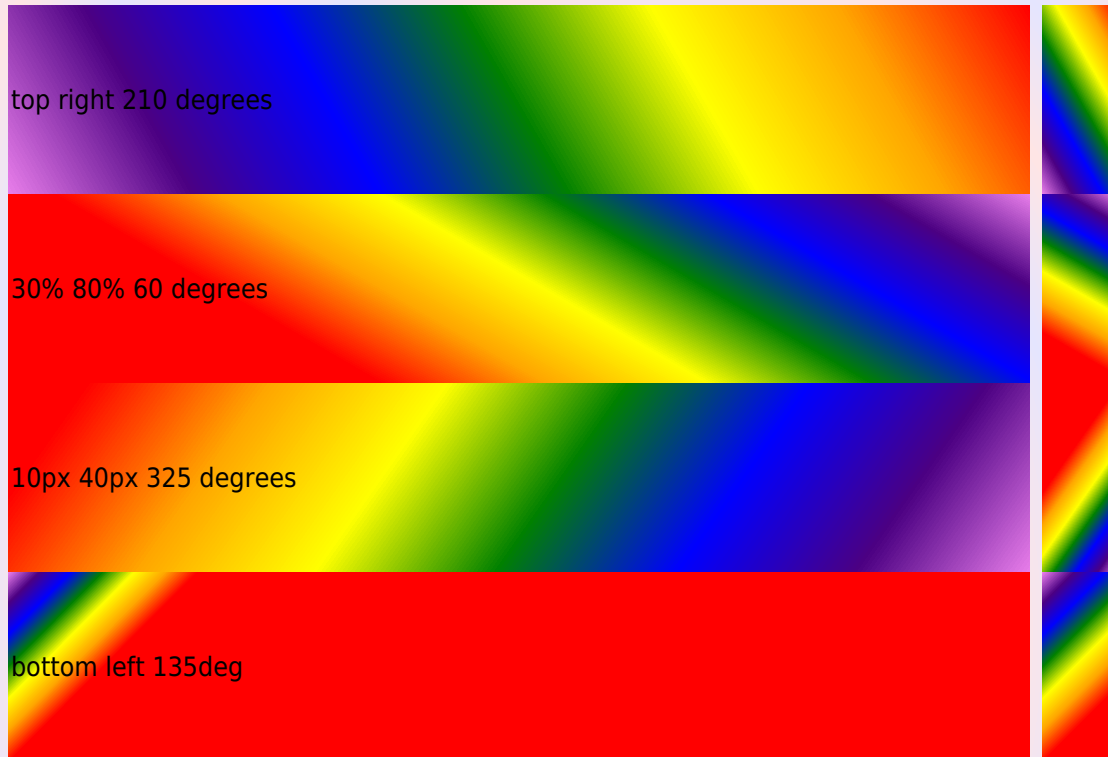 top right 210 degrees
30% 80% 60 degrees
10px 40px 325 degrees
bottom left 135deg